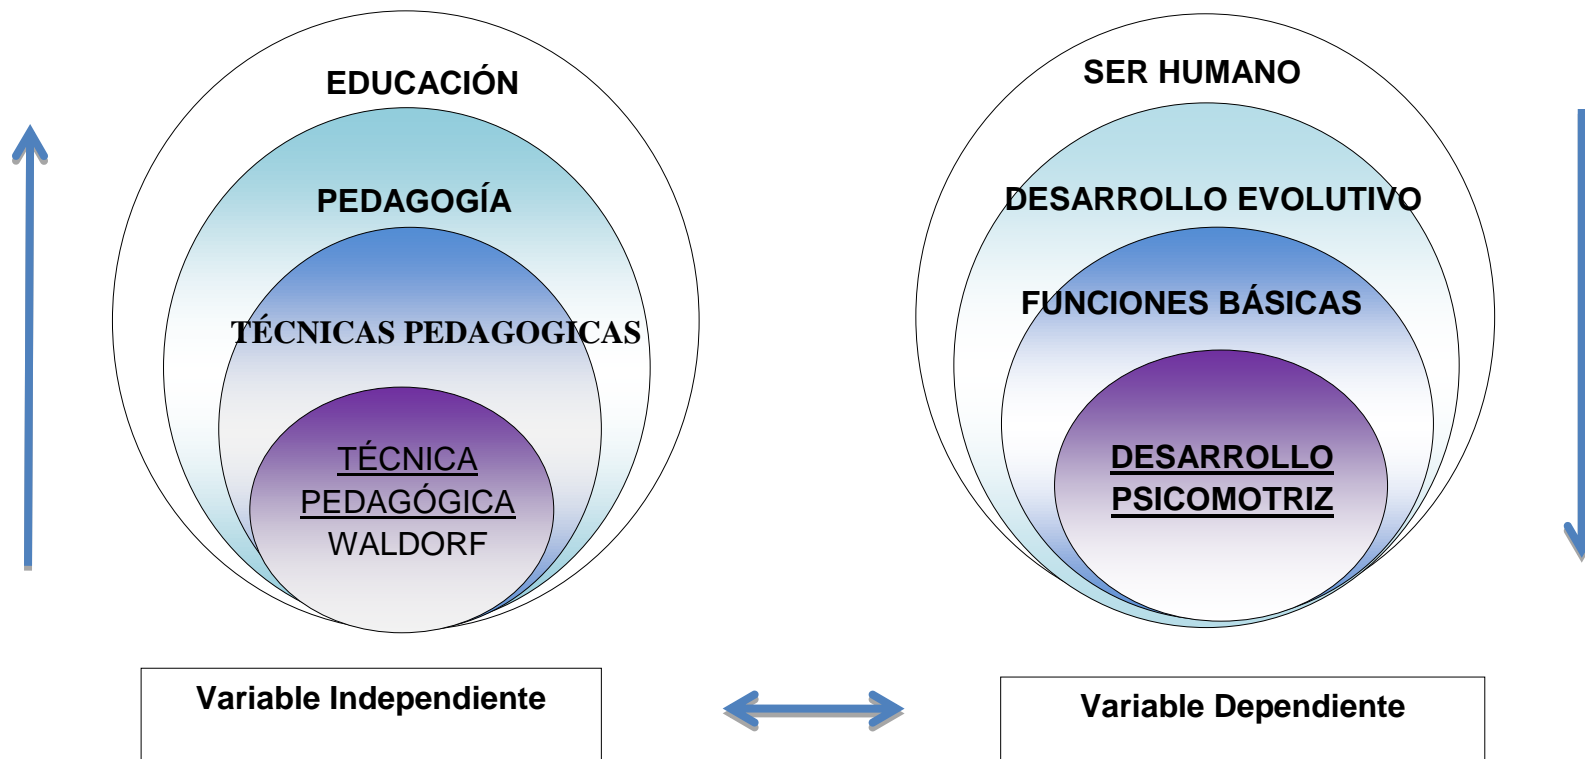 EDUCACIÓN
PEDAGOGÍA
TÉCNICAS PEDAGOGICAS
TÉCNICA
PEDAGÓGICA
WALDORF
Variable Independiente
SER HUMANO
DESARROLLO EVOLUTIVO
FUNCIONES BÁSICAS
DESARROLLO
PSICOMOTRIZ
Variable Dependiente